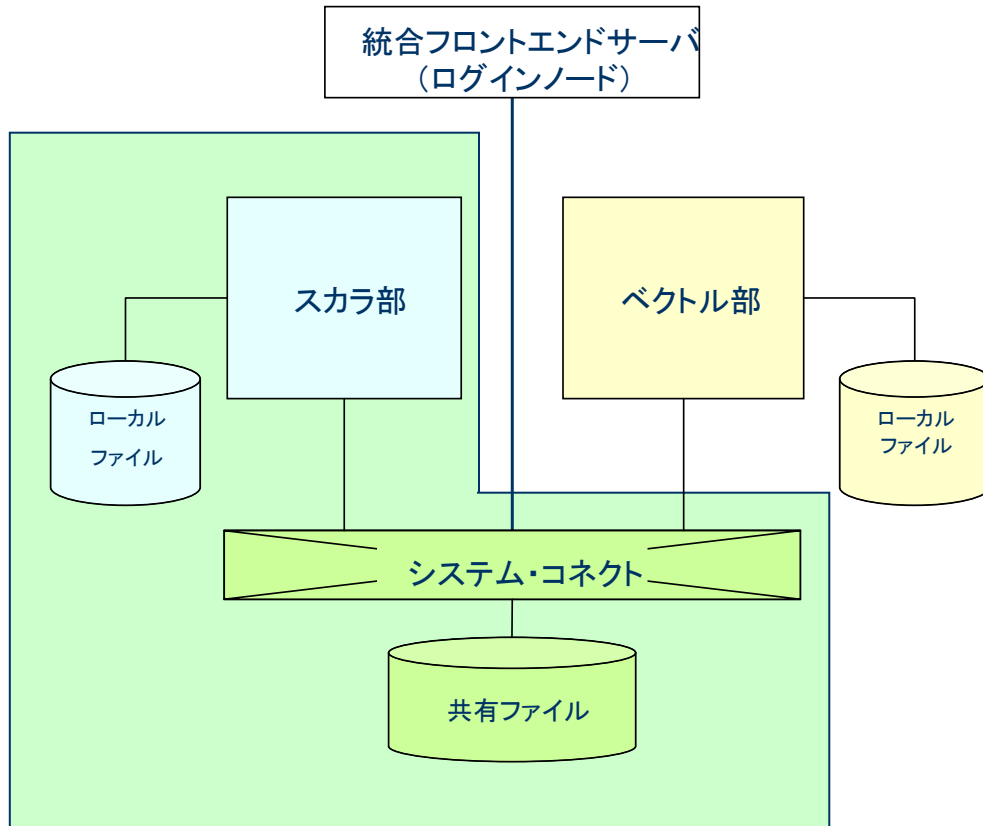 統合フロントエンドサーバ
（ログインノード）
スカラ部
ベクトル部
ローカル
ファイル
ローカル
ファイル
システム・コネクト
共有ファイル